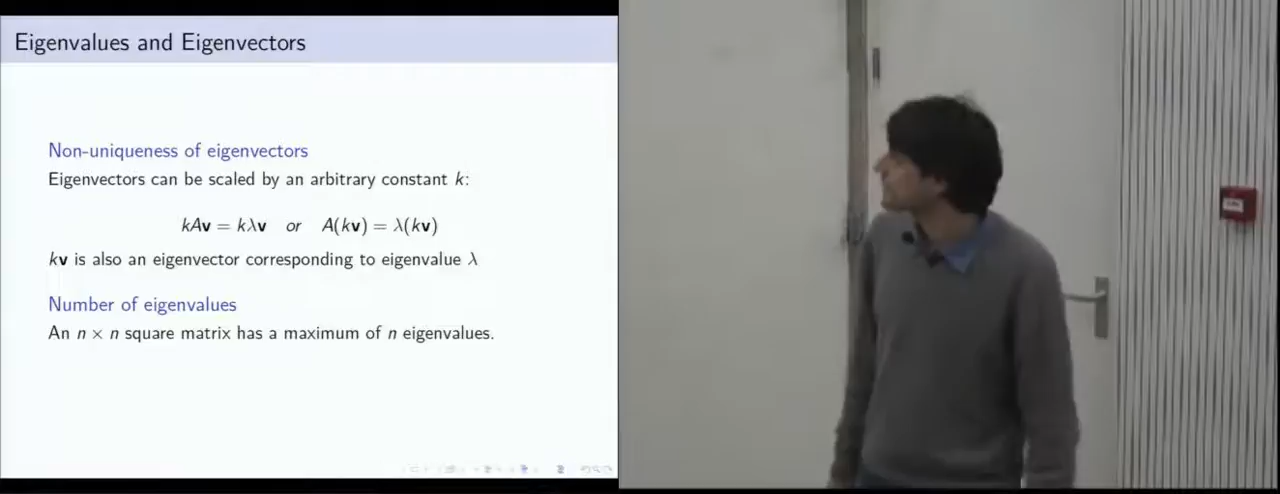 Eigenvalues and Eigenvectors
Non-uniqueness of eigenvectors
Eigenvectors can be scaled by an arbitrary constant k:
kAv = kλv or A(kv) = λ(kv)
kv is also an eigenvector corresponding to eigenvalue λ
Number of eigenvalues
An n × n square matrix has a maximum of n eigenvalues.